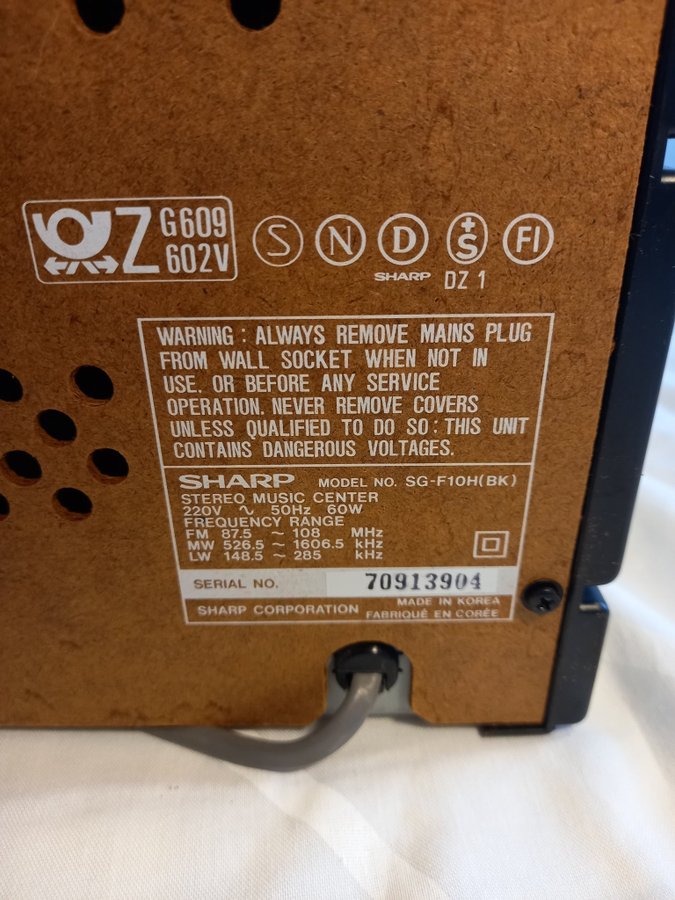 Z G609
602V
S N D +S FI
SHARP DZ 1
WARNING : ALWAYS REMOVE MAINS PLUG
FROM WALL SOCKET WHEN NOT IN
USE, OR BEFORE ANY SERVICE
OPERATION. NEVER REMOVE COVERS
UNLESS QUALIFIED TO DO SO : THIS UNIT
CONTAINS DANGEROUS VOLTAGES.
SHARP MODEL NO. SG-F10H(BK)
STEREO MUSIC CENTER
220V ∿ 50Hz 60W
FREQUENCY RANGE
FM 87.5 ~ 108 MHz
MW 526.5 ~ 1606.5 kHz
LW 148.5 ~ 285 kHz
SERIAL NO. 70913904
SHARP CORPORATION MADE IN KOREA
FABRIQUÉ EN CORÉE